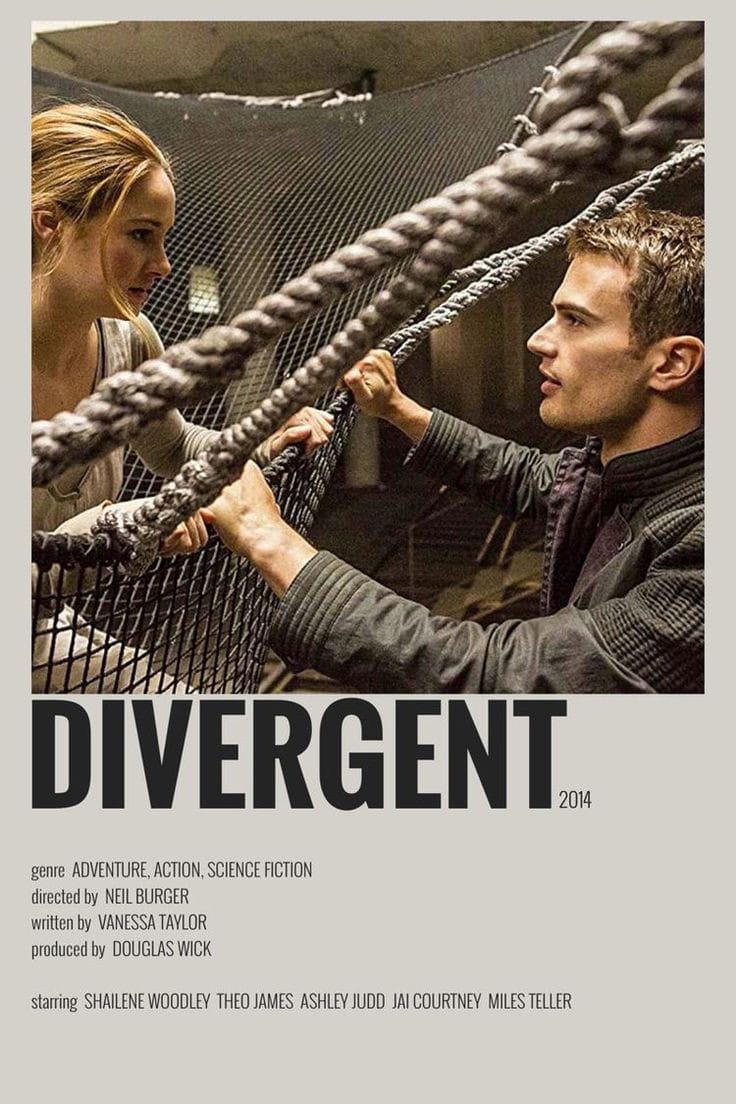 DIVERGENT 2014
genre ADVENTURE, ACTION, SCIENCE FICTION
directed by NEIL BURGER
written by VANESSA TAYLOR
produced by DOUGLAS WICK
starring SHAILENE WOODLEY THEO JAMES ASHLEY JUDD JAI COURTNEY MILES TELLER